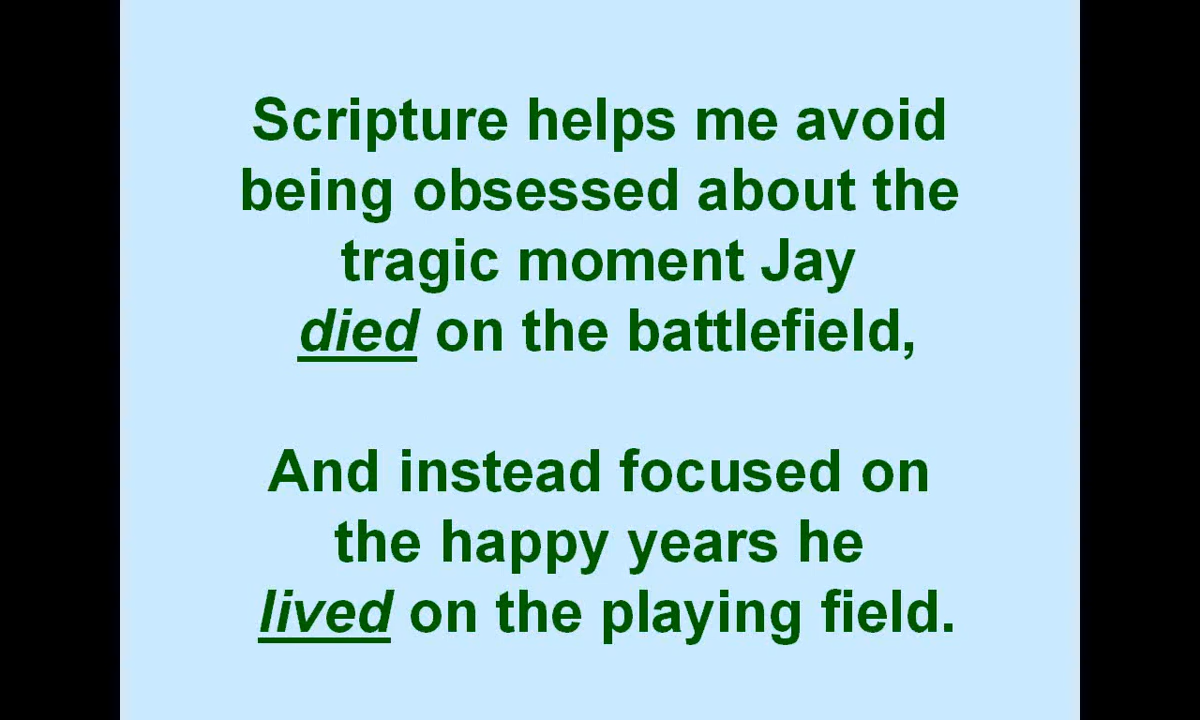 Scripture helps me avoid
being obsessed about the
tragic moment Jay
died on the battlefield,
And instead focused on
the happy years he
lived on the playing field.